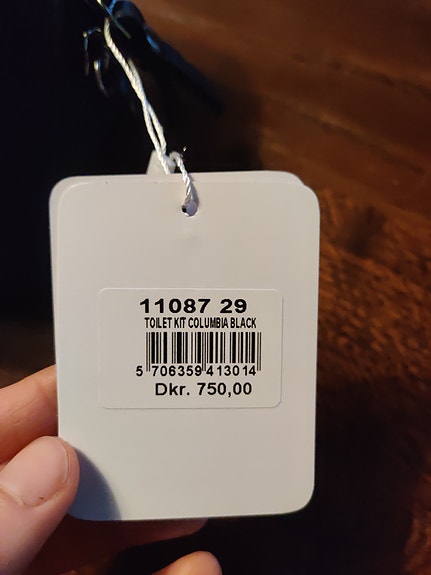 11087 29
TOILET KIT COLUMBIA BLACK
5 706359 413014
Dkr. 750,00